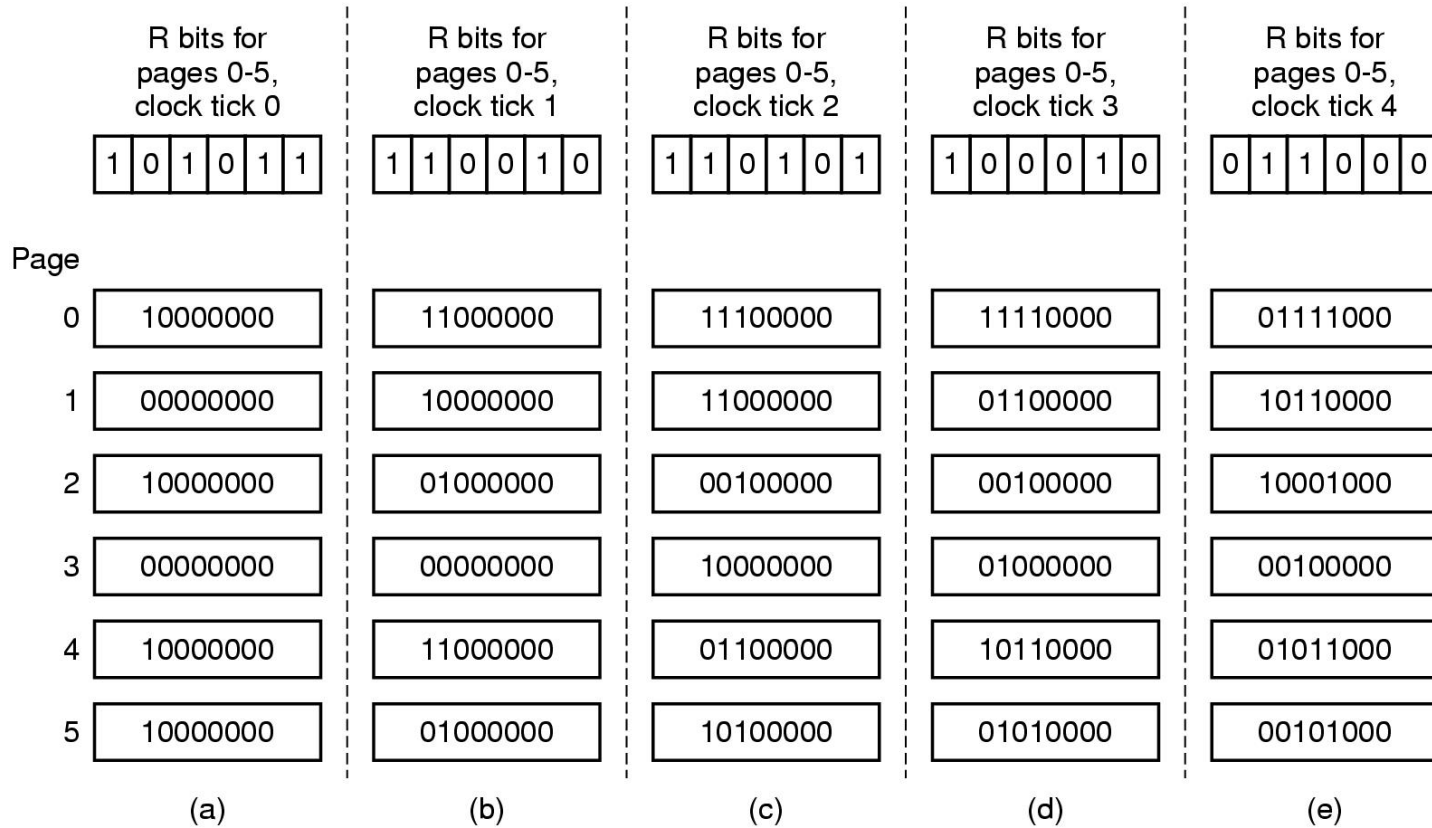 R bits for
pages 0-5,
clock tick 0
R bits for
pages 0-5,
clock tick 1
R bits for
pages 0-5,
clock tick 2
R bits for
pages 0-5,
clock tick 3
R bits for
pages 0-5,
clock tick 4
1 0 1 0 1 1
1 1 0 0 1 0
1 1 0 1 0 1
1 0 0 0 1 0
0 1 1 0 0 0
Page
0 10000000 11000000 11100000 11110000 01111000
1 00000000 10000000 11000000 01100000 10110000
2 10000000 01000000 00100000 00100000 10001000
3 00000000 00000000 10000000 01000000 00100000
4 10000000 11000000 01100000 10110000 01011000
5 10000000 01000000 10100000 01010000 00101000
(a) (b) (c) (d) (e)